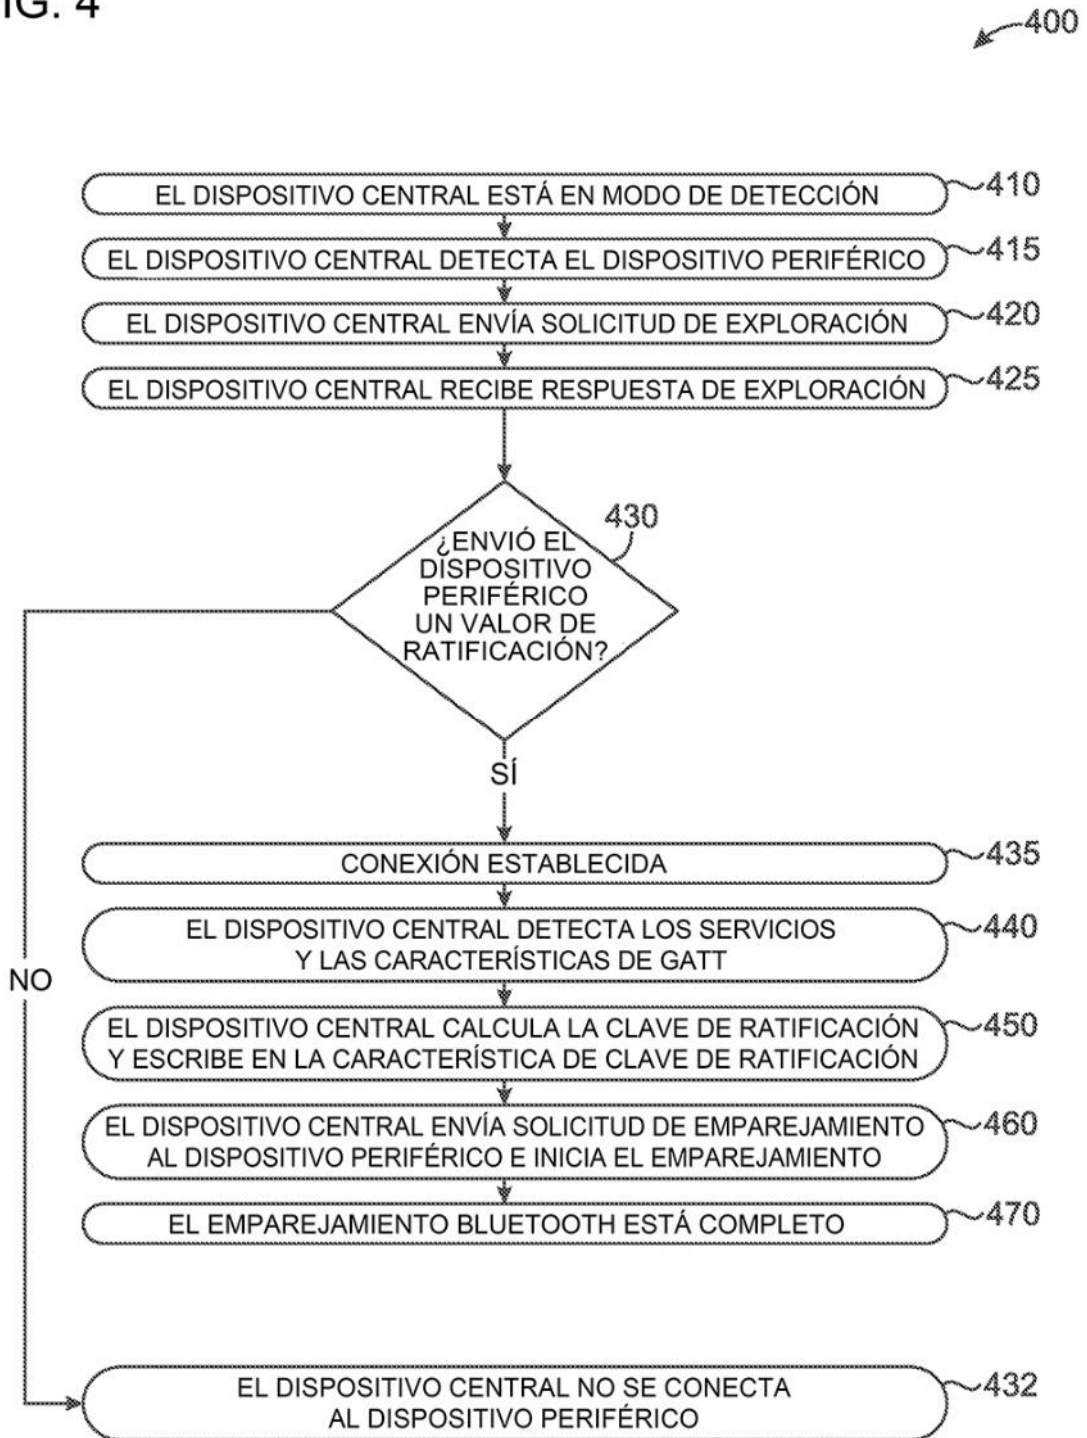 IG. 4
400
EL DISPOSITIVO CENTRAL ESTÁ EN MODO DE DETECCIÓN
410
EL DISPOSITIVO CENTRAL DETECTA EL DISPOSITIVO PERIFÉRICO
415
EL DISPOSITIVO CENTRAL ENVÍA SOLICITUD DE EXPLORACIÓN
420
EL DISPOSITIVO CENTRAL RECIBE RESPUESTA DE EXPLORACIÓN
425
430
¿ENVIÓ EL
DISPOSITIVO
PERIFÉRICO
UN VALOR DE
RATIFICACIÓN?
SÍ
CONEXIÓN ESTABLECIDA
435
EL DISPOSITIVO CENTRAL DETECTA LOS SERVICIOS
Y LAS CARACTERÍSTICAS DE GATT
440
NO
EL DISPOSITIVO CENTRAL CALCULA LA CLAVE DE RATIFICACIÓN
Y ESCRIBE EN LA CARACTERÍSTICA DE CLAVE DE RATIFICACIÓN
450
EL DISPOSITIVO CENTRAL ENVÍA SOLICITUD DE EMPAREJAMIENTO
AL DISPOSITIVO PERIFÉRICO E INICIA EL EMPAREJAMIENTO
460
EL EMPAREJAMIENTO BLUETOOTH ESTÁ COMPLETO
470
EL DISPOSITIVO CENTRAL NO SE CONECTA
AL DISPOSITIVO PERIFÉRICO
432